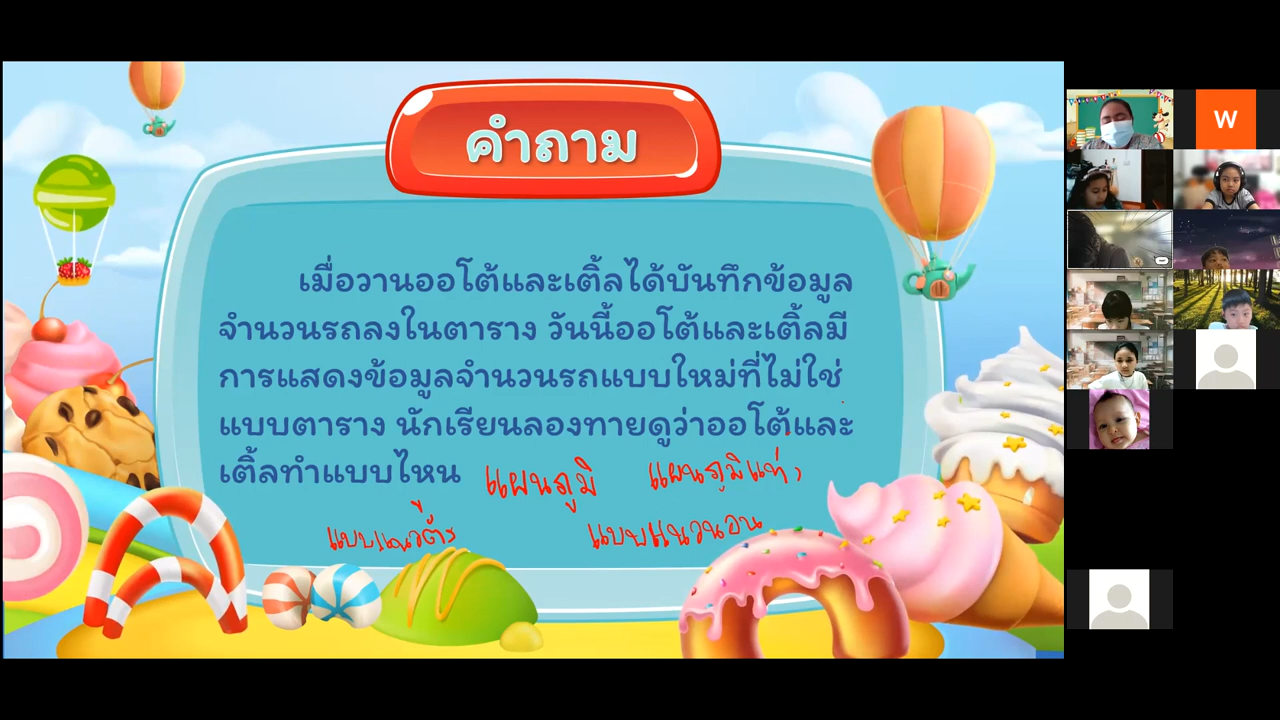 คำถาม
เมื่อวานออโต้และเติ้ลได้บันทึกข้อมูล
จำนวนรถลงในตาราง วันนี้ออโต้และเติ้ลมี
การแสดงข้อมูลจำนวนรถแบบใหม่ที่ไม่ใช่
แบบตาราง นักเรียนลองทายดูว่าออโต้และ
เติ้ลทำแบบไหน แผนภูมิ แผนภูมิแท่ง
แบบแนวตั้ง แบบแนวนอน
W